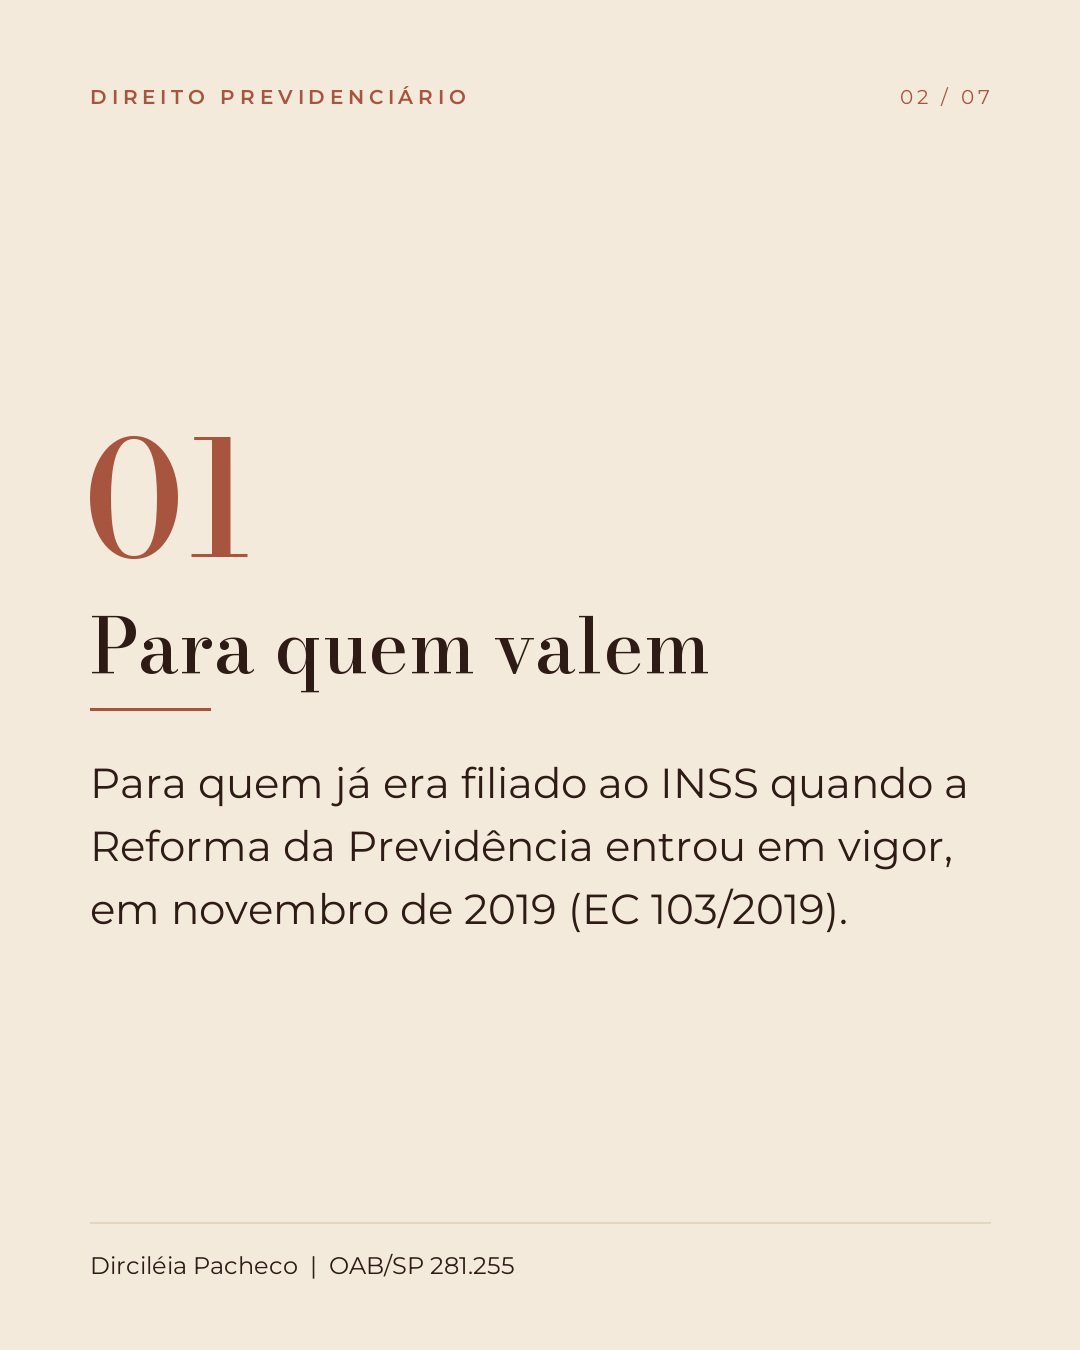 DIREITO PREVIDENCIÁRIO
02 / 07
01
Para quem valem
Para quem já era filiado ao INSS quando a
Reforma da Previdência entrou em vigor,
em novembro de 2019 (EC 103/2019).
Dirciléia Pacheco | OAB/SP 281.255